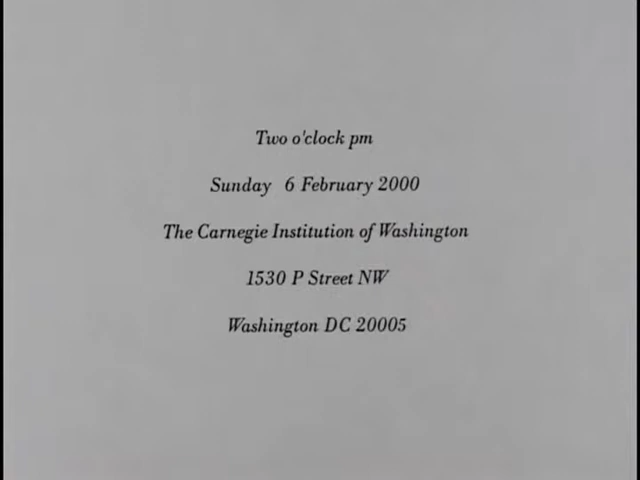 Two o'clock pm
Sunday 6 February 2000
The Carnegie Institution of Washington
1530 P Street NW
Washington DC 20005